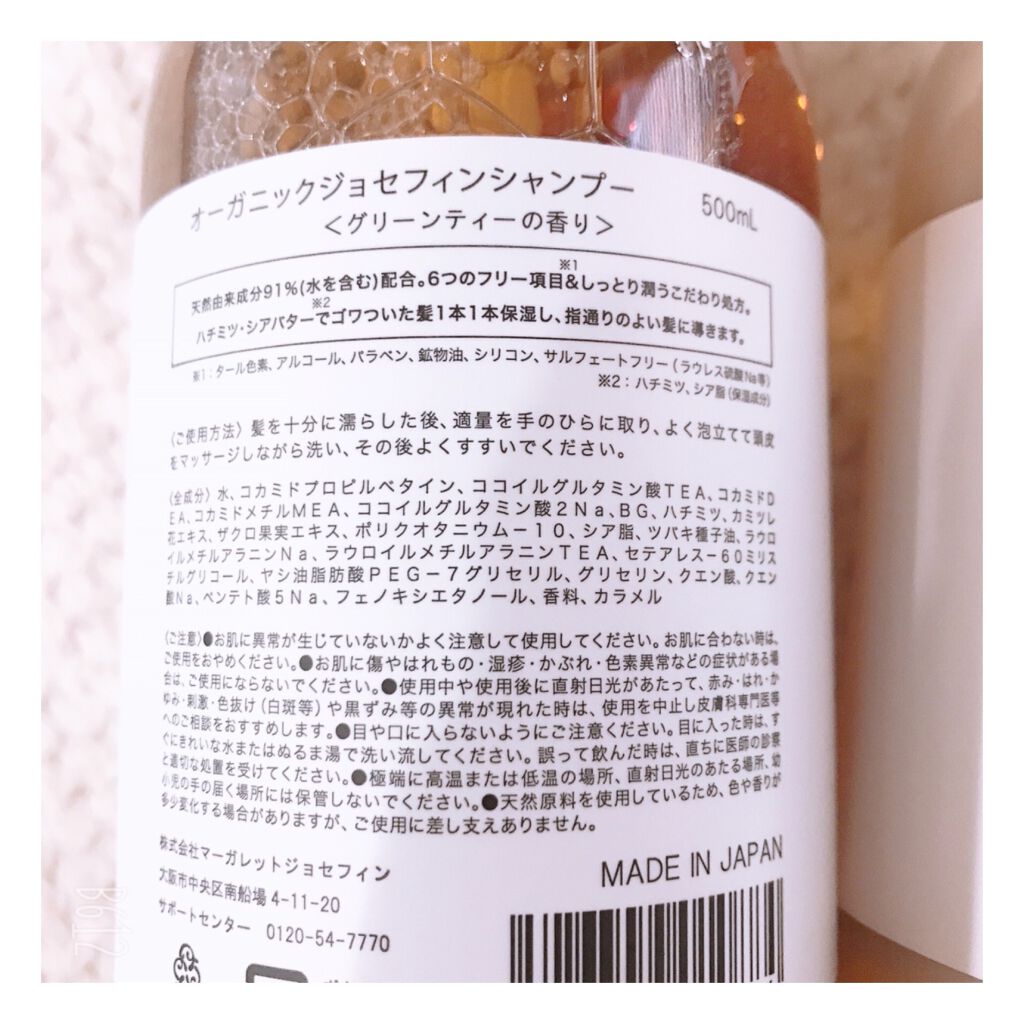 オーガニックジョセフィンシャンプー 500mL
＜グリーンティーの香り＞
※1
天然由来成分91%(水を含む)配合。6つのフリー項目&しっとり潤うこだわり処方。
※2
ハチミツ・シアバターでゴワついた髪1本1本保湿し、指通りのよい髪に導きます。
※1：タール色素、アルコール、パラベン、鉱物油、シリコン、サルフェートフリー（ラウレス硫酸Na等）
※2：ハチミツ、シア脂（保湿成分）
〈ご使用方法〉髪を十分に濡らした後、適量を手のひらに取り、よく泡立てて頭皮
をマッサージしながら洗い、その後よくすすいでください。
〈全成分〉水、コカミドプロピルベタイン、ココイルグルタミン酸TEA、コカミドD
EA、コカミドメチルMEA、ココイルグルタミン酸2Na、BG、ハチミツ、カミツレ
花エキス、ザクロ果実エキス、ポリクオタニウム－10、シア脂、ツバキ種子油、ラウロ
イルメチルアラニンNa、ラウロイルメチルアラニンTEA、セテアレス－60ミリス
チルグリコール、ヤシ油脂肪酸PEG－7グリセリル、グリセリン、クエン酸、クエン
酸Na、ペンテト酸5Na、フェノキシエタノール、香料、カラメル
〈ご注意〉●お肌に異常が生じていないかよく注意して使用してください。お肌に合わない時は、
ご使用をおやめください。●お肌に傷やはれもの・湿疹・かぶれ・色素異常などの症状がある場
合は、ご使用にならないでください。●使用中や使用後に直射日光があたって、赤み・はれ・か
ゆみ・刺激・色抜け（白斑等）や黒ずみ等の異常が現れた時は、使用を中止し皮膚科専門医等
へのご相談をおすすめします。●目や口に入らないようにご注意ください。目に入った時は、す
ぐにきれいな水またはぬるま湯で洗い流してください。誤って飲んだ時は、直ちに医師の診察
と適切な処置を受けてください。●極端に高温または低温の場所、直射日光のあたる場所、幼
小児の手の届く場所には保管しないでください。●天然原料を使用しているため、色や香りが
多少変化する場合がありますが、ご使用に差し支えありません。
株式会社マーガレットジョセフィン
大阪市中央区南船場4-11-20
サポートセンター 0120-54-7770
MADE IN JAPAN
B612